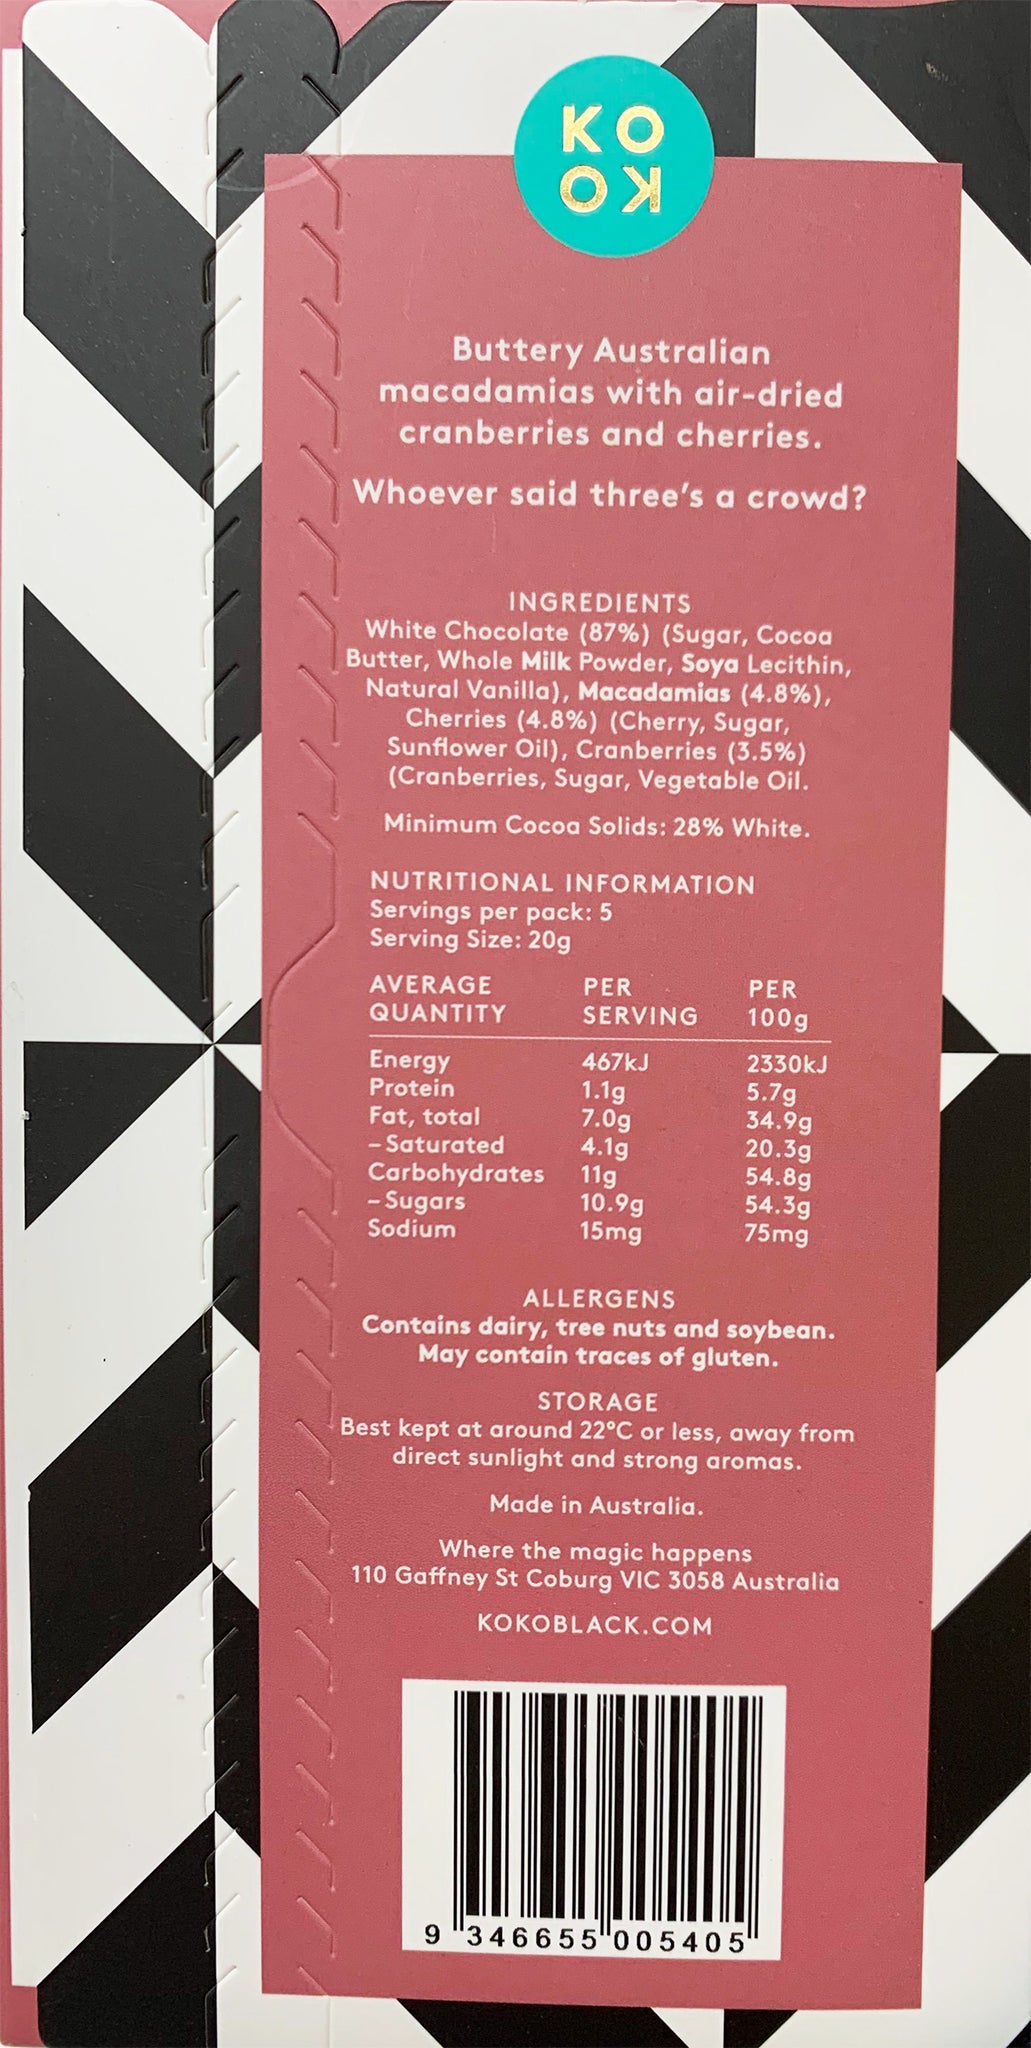 KO
KO
Buttery Australian
macadamias with air-dried
cranberries and cherries.
Whoever said three's a crowd?
INGREDIENTS
White Chocolate (87%) (Sugar, Cocoa
Butter, Whole Milk Powder, Soya Lecithin,
Natural Vanilla), Macadamias (4.8%),
Cherries (4.8%) (Cherry, Sugar,
Sunflower Oil), Cranberries (3.5%)
(Cranberries, Sugar, Vegetable Oil.
Minimum Cocoa Solids: 28% White.
NUTRITIONAL INFORMATION
Servings per pack: 5
Serving Size: 20g
AVERAGE PER PER
QUANTITY SERVING 100g
Energy 467kJ 2330kJ
Protein 1.1g 5.7g
Fat, total 7.0g 34.9g
– Saturated 4.1g 20.3g
Carbohydrates 11g 54.8g
– Sugars 10.9g 54.3g
Sodium 15mg 75mg
ALLERGENS
Contains dairy, tree nuts and soybean.
May contain traces of gluten.
STORAGE
Best kept at around 22°C or less, away from
direct sunlight and strong aromas.
Made in Australia.
Where the magic happens
110 Gaffney St Coburg VIC 3058 Australia
KOKOBLACK.COM
9 346655 005405